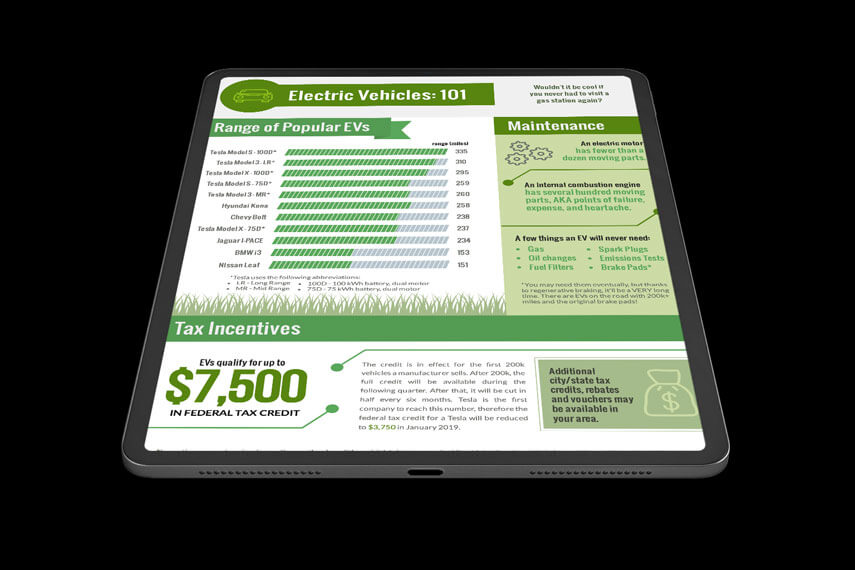 Electric Vehicles: 101
Wouldn't it be cool if
you never had to visit a
gas station again?
Range of Popular EVs
range (miles)
Tesla Model S - 100D* 335
Tesla Model 3 - LR* 310
Tesla Model X - 100D* 295
Tesla Model S - 75D* 259
Tesla Model 3 - MR* 260
Hyundai Kona 258
Chevy Bolt 238
Tesla Model X - 75D* 237
Jaguar I-PACE 234
BMW i3 153
Nissan Leaf 151
*Tesla uses the following abbreviations:
• LR - Long Range • 100D - 100 kWh battery, dual motor
• MR - Mid Range • 75D - 75 kWh battery, dual motor
Maintenance
An electric motor
has fewer than a
dozen moving parts.
An internal combustion engine
has several hundred moving
parts, AKA points of failure,
expense, and heartache.
A few things an EV will never need:
• Gas • Spark Plugs
• Oil changes • Emissions Tests
• Fuel Filters • Brake Pads*
*You may need them eventually, but thanks
to regenerative braking, it'll be a VERY long
time. There are EVs on the road with 200k+
miles and the original brake pads!
Tax Incentives
EVs qualify for up to
$7,500
IN FEDERAL TAX CREDIT
The credit is in effect for the first 200k
vehicles a manufacturer sells. After 200k, the
full credit will be available during the
following quarter. After that, it will be cut in
half every six months. Tesla is the first
company to reach this number, therefore the
federal tax credit for a Tesla will be reduced
to $3,750 in January 2019.
Additional
city/state tax
credits, rebates
and vouchers may
be available in
your area.
$